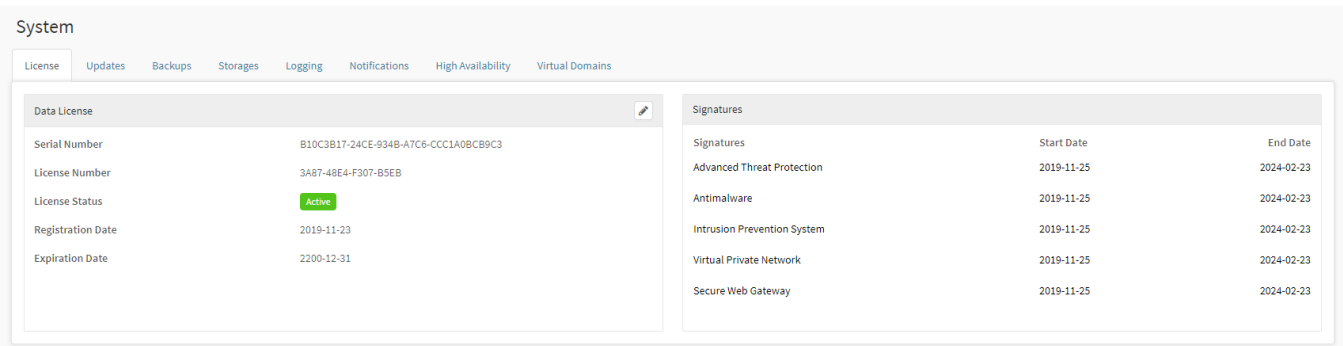 System
License Updates Backups Storages Logging Notifications High Availability Virtual Domains
Data License
Serial Number B10C3B17-24CE-934B-A7C6-CCC1A0BCB9C3
License Number 3A87-48E4-F307-B5EB
License Status Active
Registration Date 2019-11-23
Expiration Date 2200-12-31
Signatures
Signatures Start Date End Date
Advanced Threat Protection 2019-11-25 2024-02-23
Antimalware 2019-11-25 2024-02-23
Intrusion Prevention System 2019-11-25 2024-02-23
Virtual Private Network 2019-11-25 2024-02-23
Secure Web Gateway 2019-11-25 2024-02-23